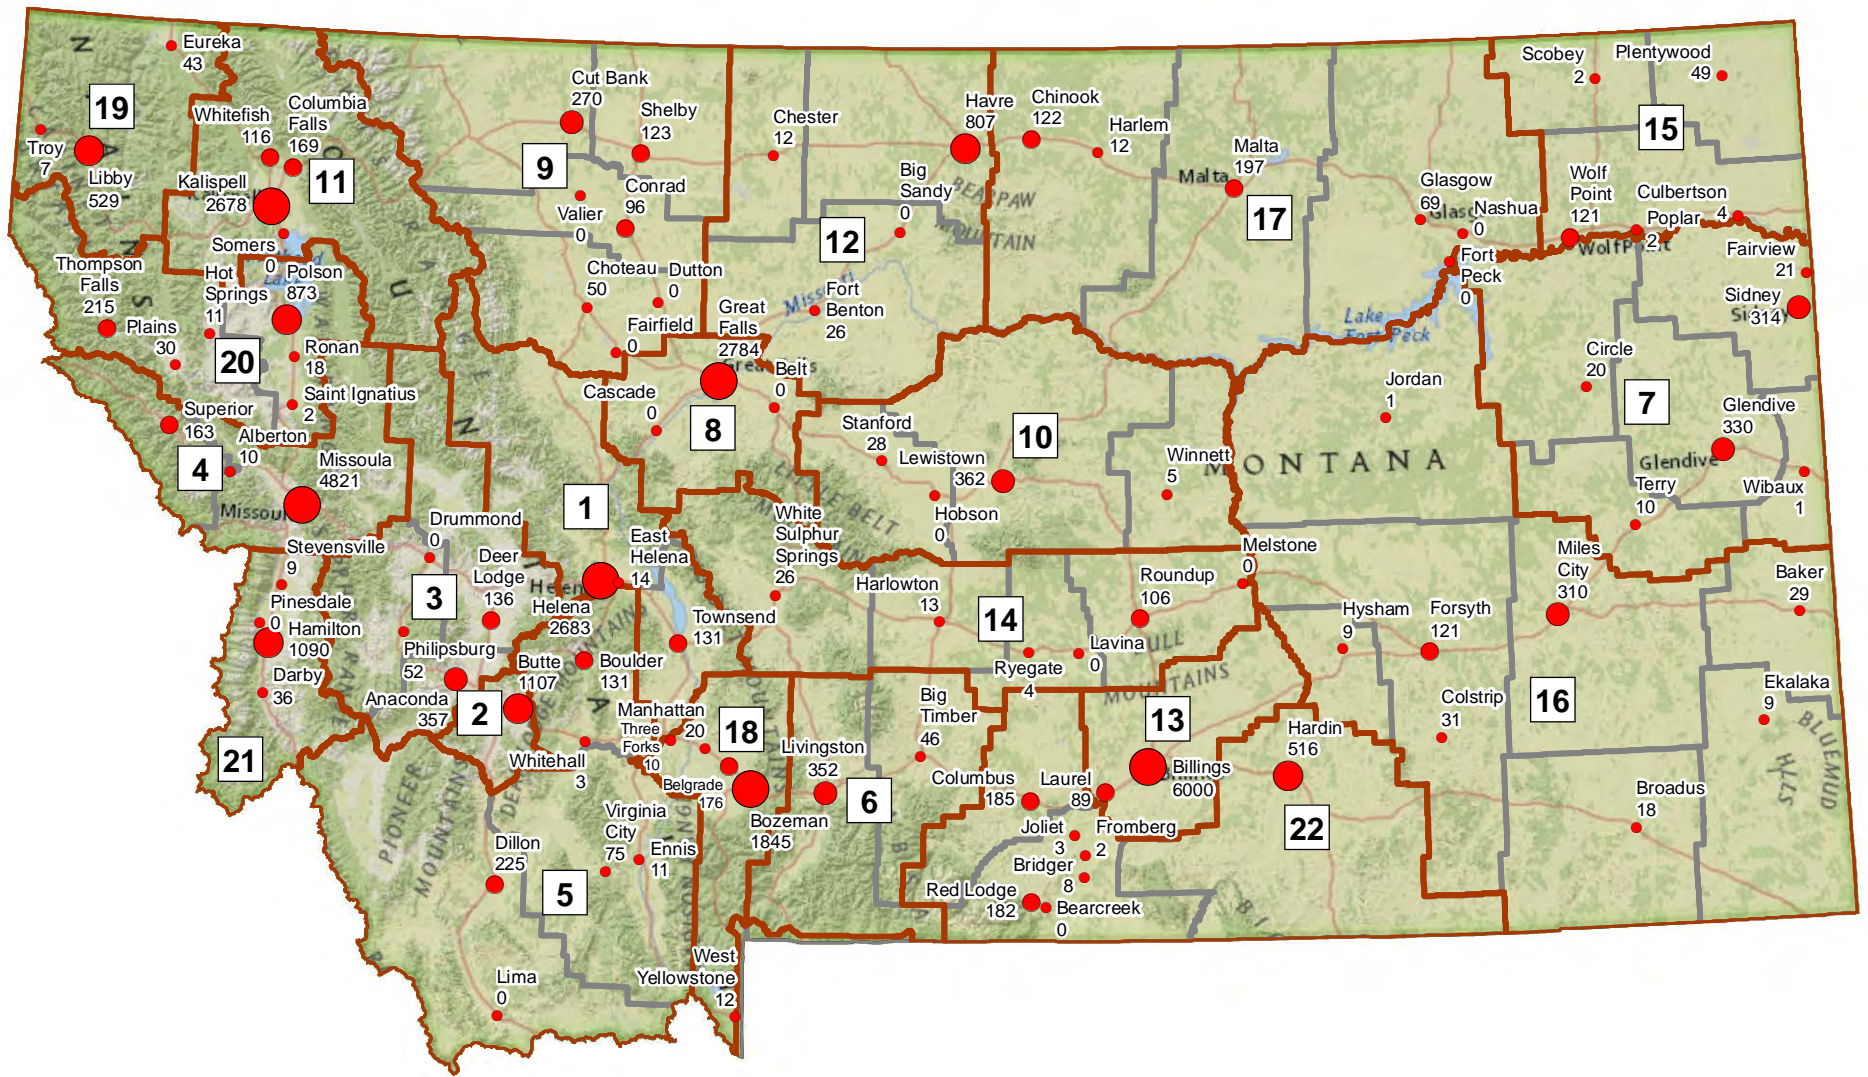 Eureka
43
19
Troy
7
Libby
529
Whitefish
116
Columbia
Falls
169
11
Kalispell
2678
Somers
0
Thompson
Falls
215
Plains
30
Hot
Springs
11
Polson
873
20
Ronan
18
Saint Ignatius
2
Superior
163
Alberton
10
4
Missoula
4821
Cut Bank
270
Shelby
123
9
Valier
0
Conrad
96
Choteau
50
Dutton
0
Fairfield
0
Chester
12
Havre
807
Big
Sandy
0
12
Fort
Benton
26
Missouri
BEARPAW
MOUNTAIN
Great
Falls
2784
Belt
0
Cascade
0
8
Chinook
122
Harlem
12
Malta
197
Malta
17
Glasgow
69
Nashua
0
Fort
Peck
0
Lake
Fort Peck
Scobey
2
Plentywood
49
15
Wolf
Point
121
Wolf Point
Culbertson
4
Poplar
2
Fairview
21
Sidney
314
Circle
20
7
Glendive
330
Glendive
Terry
10
Wibaux
1
Jordan
1
MONTANA
Stanford
28
10
Lewistown
362
Hobson
0
Winnett
5
1
East
Helena
14
Helena
2683
White
Sulphur
Springs
26
Townsend
131
Boulder
131
Drummond
0
Deer
Lodge
136
3
Philipsburg
52
Anaconda
357
2
Butte
1107
Stevensville
9
Pinesdale
0
Hamilton
1090
Darby
36
21
PIONEER
MOUNTAIN
Whitehall
3
Manhattan
20
Three
Forks
10
18
Belgrade
176
Bozeman
1845
Livingston
352
6
Big
Timber
46
Virginia
City
75
Ennis
11
Dillon
225
5
Lima
0
West
Yellowstone
12
Harlowton
13
14
Ryegate
4
Lavina
0
Roundup
106
Melstone
0
BULL
MOUNTAINS
13
Billings
6000
Columbus
185
Laurel
89
Joliet
3
Fromberg
2
Bridger
8
Red Lodge
182
Bearcreek
0
Hardin
516
22
Hysham
9
Forsyth
121
Colstrip
31
Miles
City
310
16
Baker
29
Ekalaka
9
Broadus
18